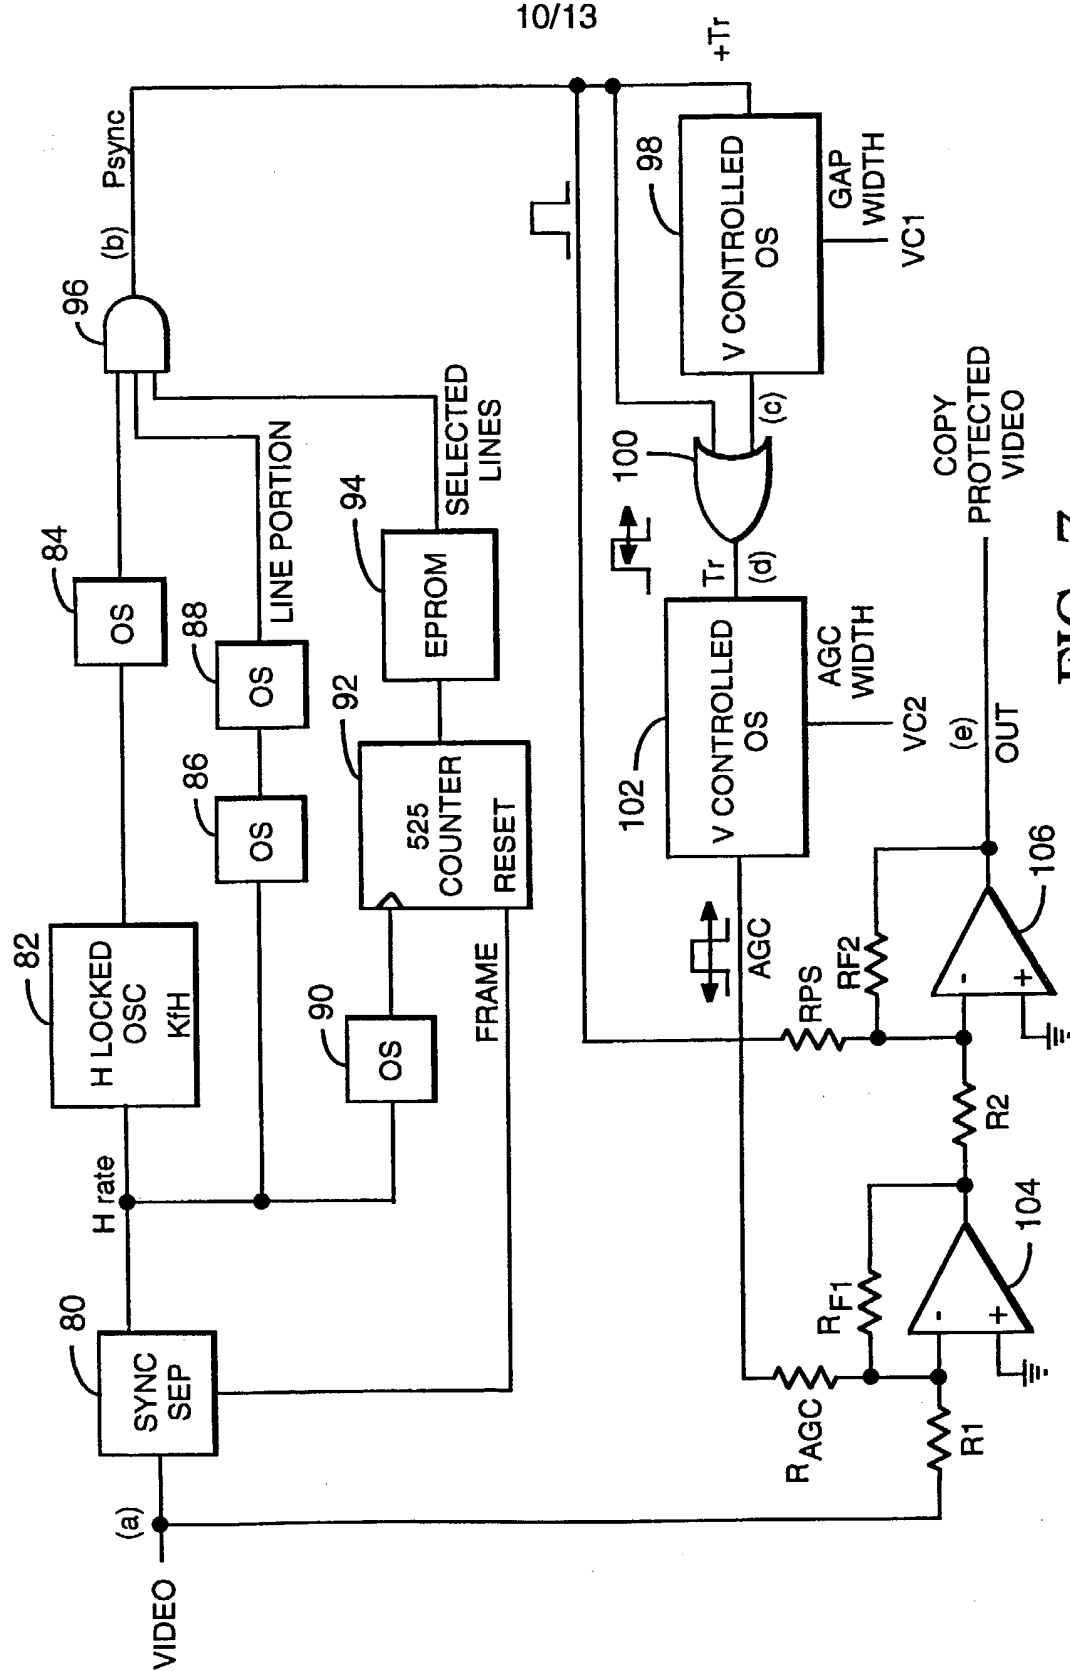 10/13
VIDEO
(a)
80
SYNC
SEP
H rate
82
H LOCKED
OSC
KfH
84
OS
86
OS
88
OS
LINE PORTION
90
OS
FRAME
92
525
COUNTER
RESET
94
EPROM
SELECTED
LINES
96
(b)
Psync
+Tr
98
V CONTROLLED
OS
GAP
WIDTH
VC1
(c)
100
Tr
(d)
102
V CONTROLLED
OS
AGC
WIDTH
VC2
AGC
RAGC
R1
RF1
-
+
104
R2
RPS
RF2
-
+
106
(e)
OUT
COPY
PROTECTED
VIDEO